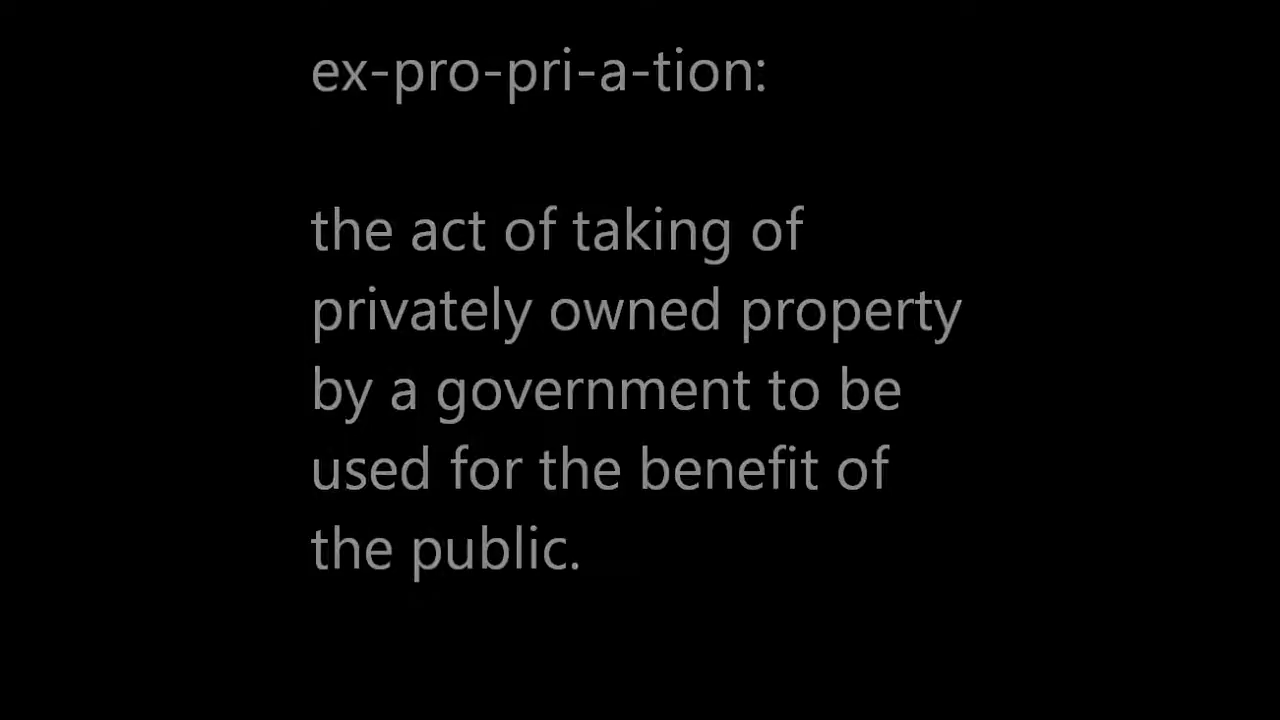 ex-pro-pri-a-tion:
the act of taking of
privately owned property
by a government to be
used for the benefit of
the public.